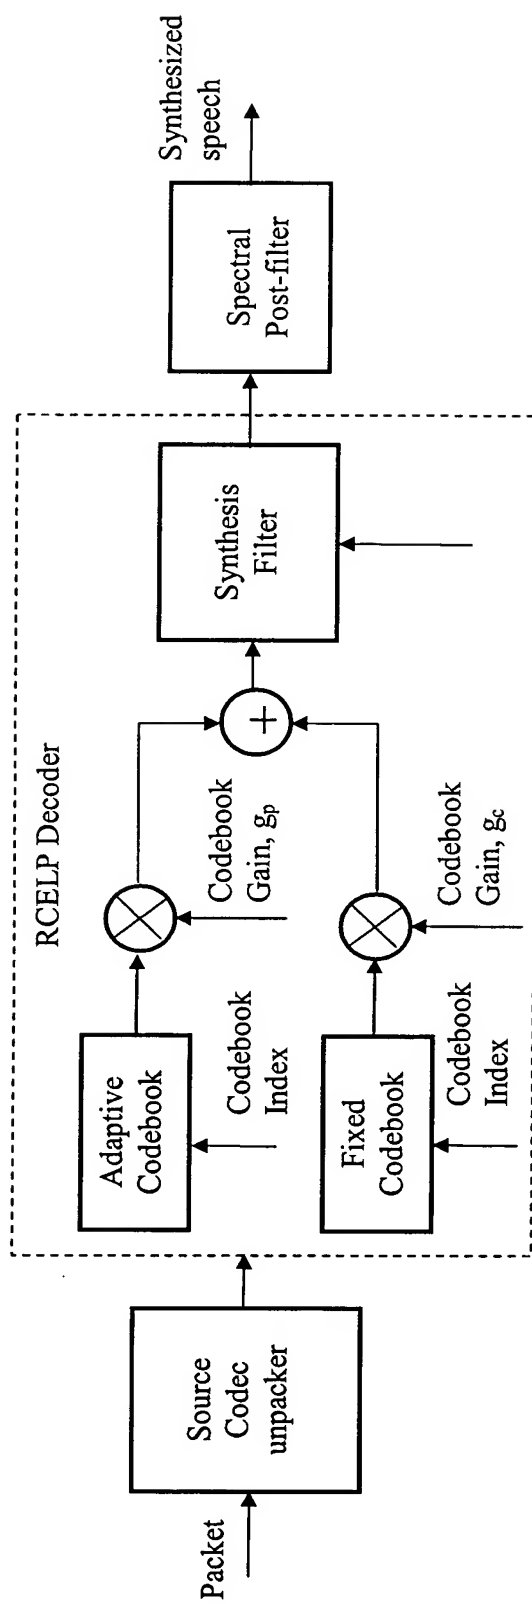 Packet
Source
Codec
unpacker
RCELP Decoder
Adaptive
Codebook
Codebook
Index
Codebook
Gain, gp
Fixed
Codebook
Codebook
Index
Codebook
Gain, gc
+
Synthesis
Filter
Spectral
Post-filter
Synthesized
speech